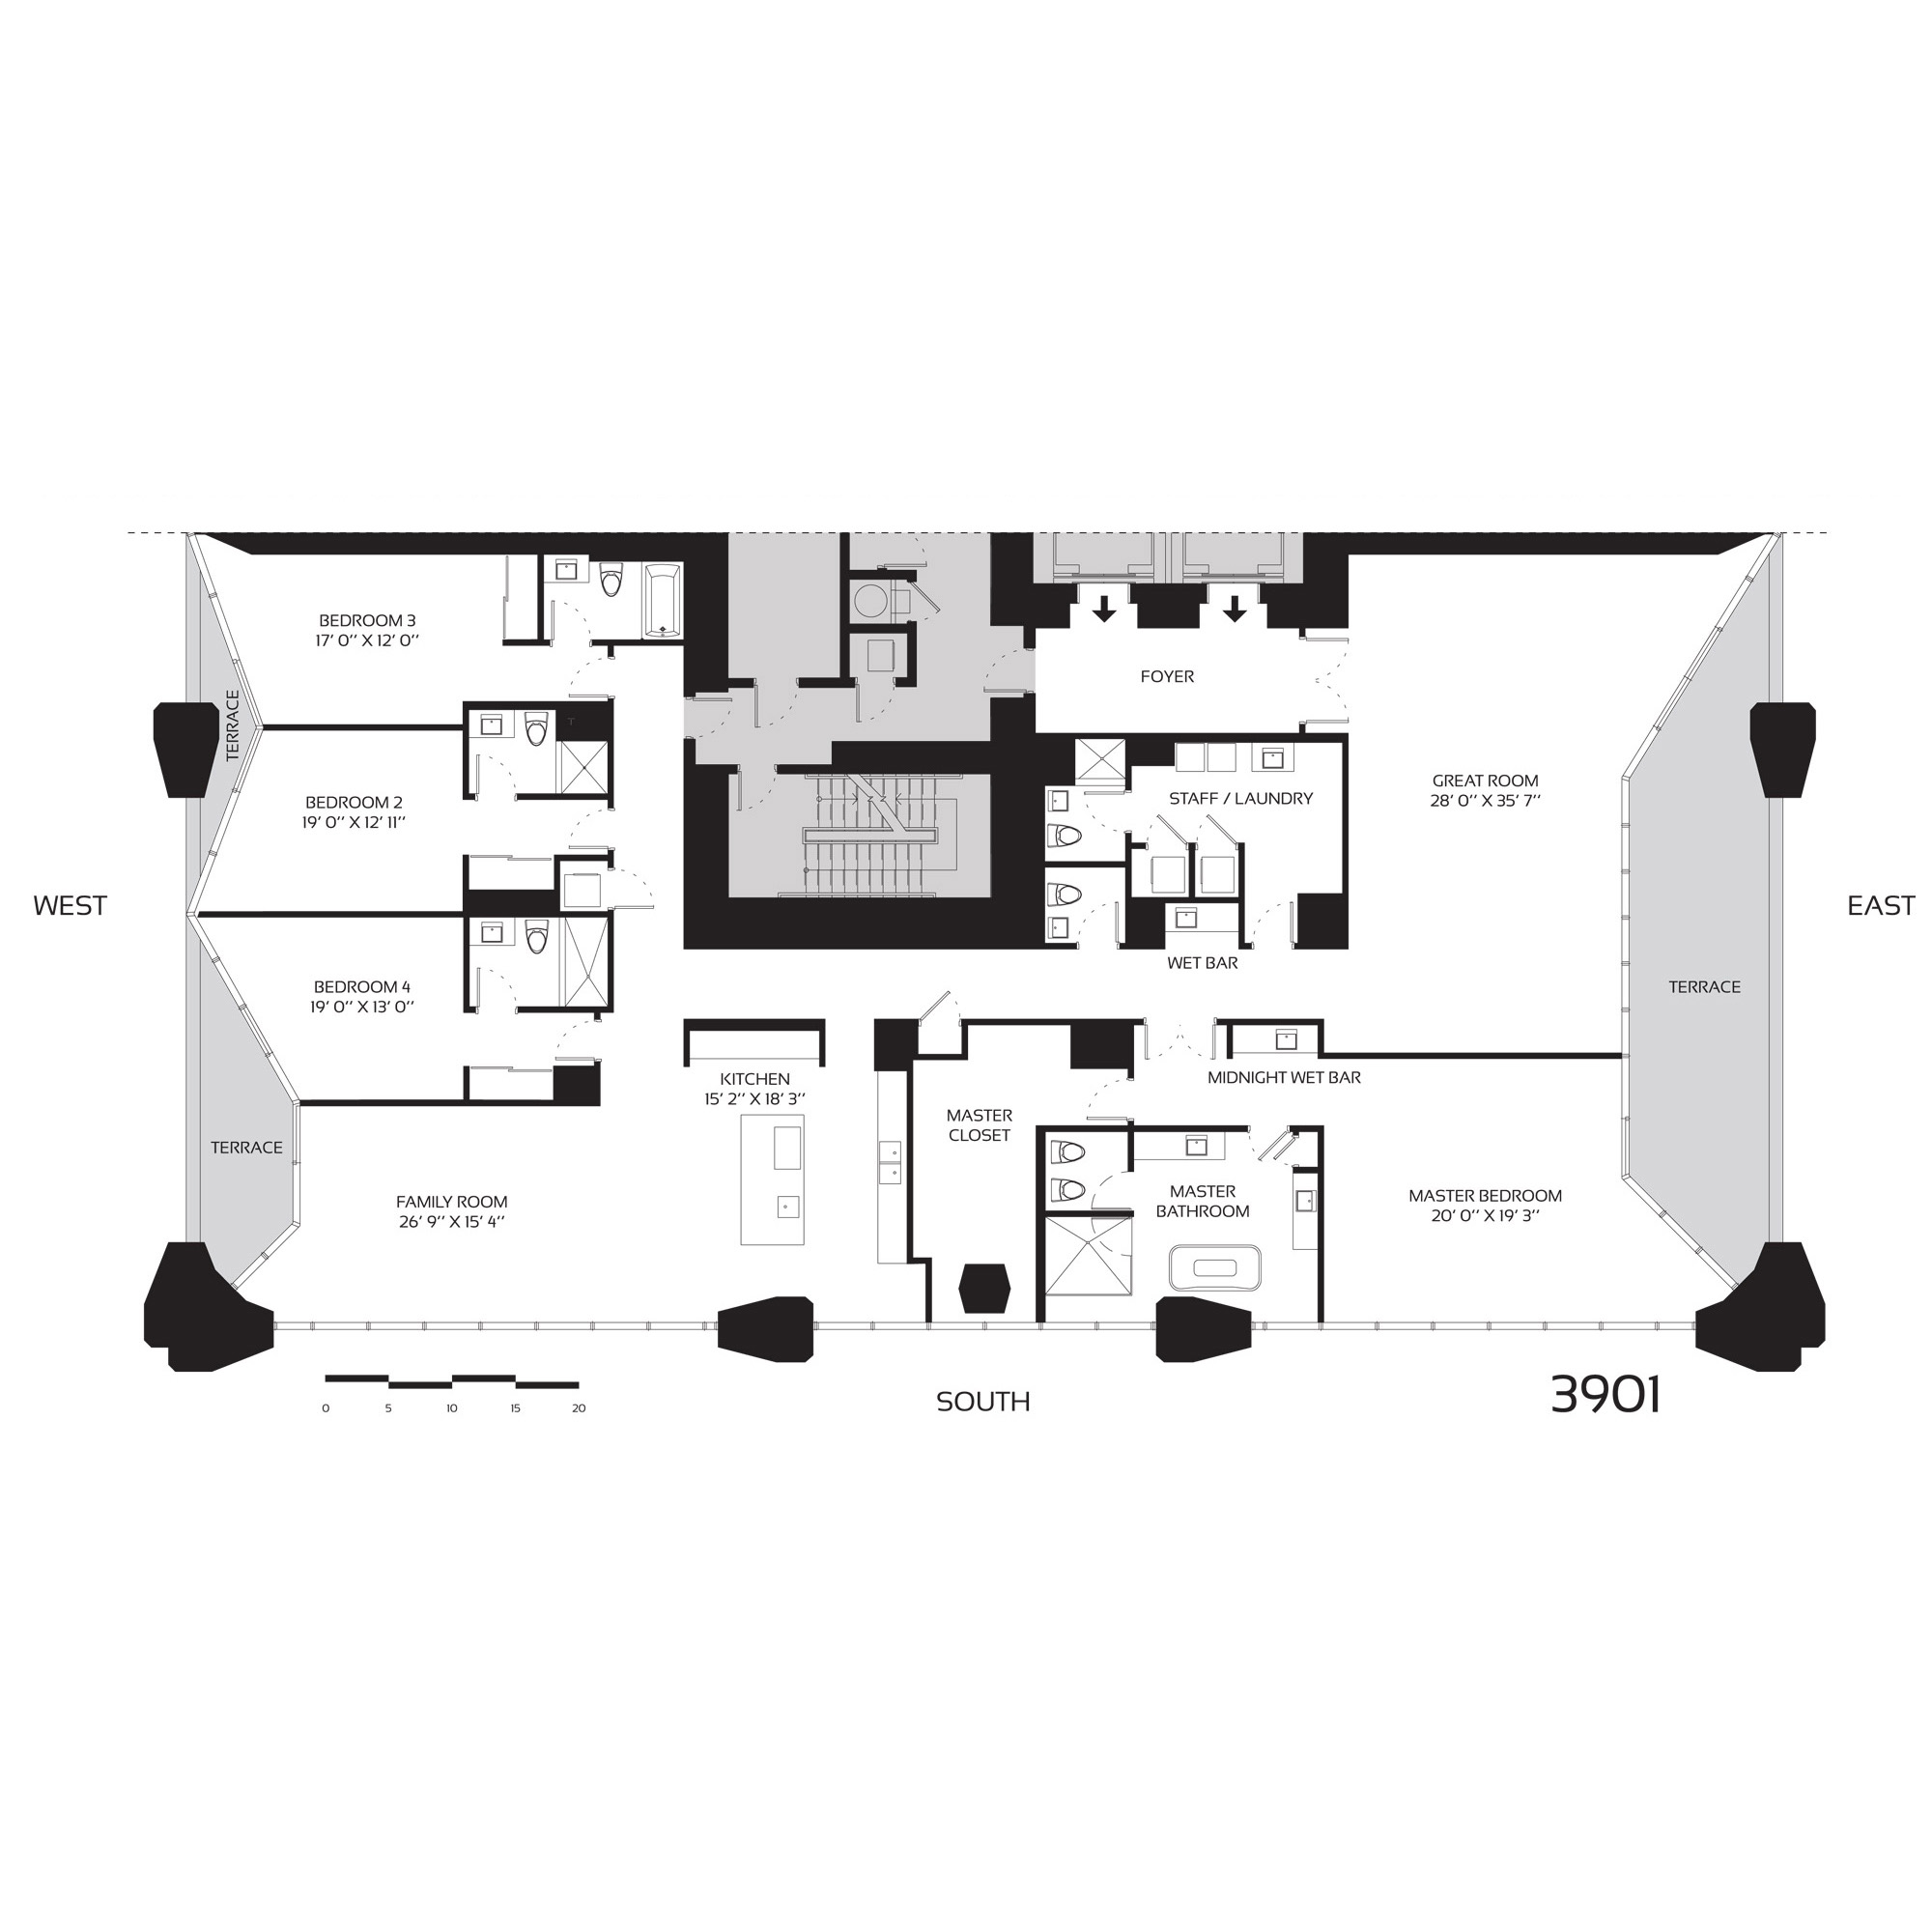 BEDROOM 3
17' 0'' X 12' 0''
TERRACE
BEDROOM 2
19' 0'' X 12' 11''
WEST
BEDROOM 4
19' 0'' X 13' 0''
TERRACE
FAMILY ROOM
26' 9'' X 15' 4''
KITCHEN
15' 2'' X 18' 3''
FOYER
STAFF / LAUNDRY
WET BAR
GREAT ROOM
28' 0'' X 35' 7''
EAST
TERRACE
MIDNIGHT WET BAR
MASTER
CLOSET
MASTER
BATHROOM
MASTER BEDROOM
20' 0'' X 19' 3''
0 5 10 15 20
SOUTH
3901